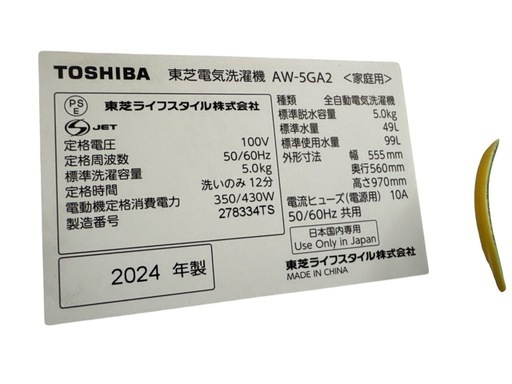 TOSHIBA 東芝電気洗濯機 AW-5GA2 <家庭用>
PS E 東芝ライフスタイル株式会社
S JET
定格電圧 100V
定格周波数 50/60Hz
標準洗濯容量 5.0kg
定格時間 洗いのみ 12分
電動機定格消費電力 350/430W
製造番号 278334TS
2024 年製
種類 全自動電気洗濯機
標準脱水容量 5.0kg
標準水量 49L
標準使用水量 99L
外形寸法 幅 555mm
奥行560mm
高さ970mm
電流ヒューズ(電源用) 10A
50/60Hz 共用
日本国内専用
Use Only in Japan
東芝ライフスタイル株式会社
MADE IN CHINA